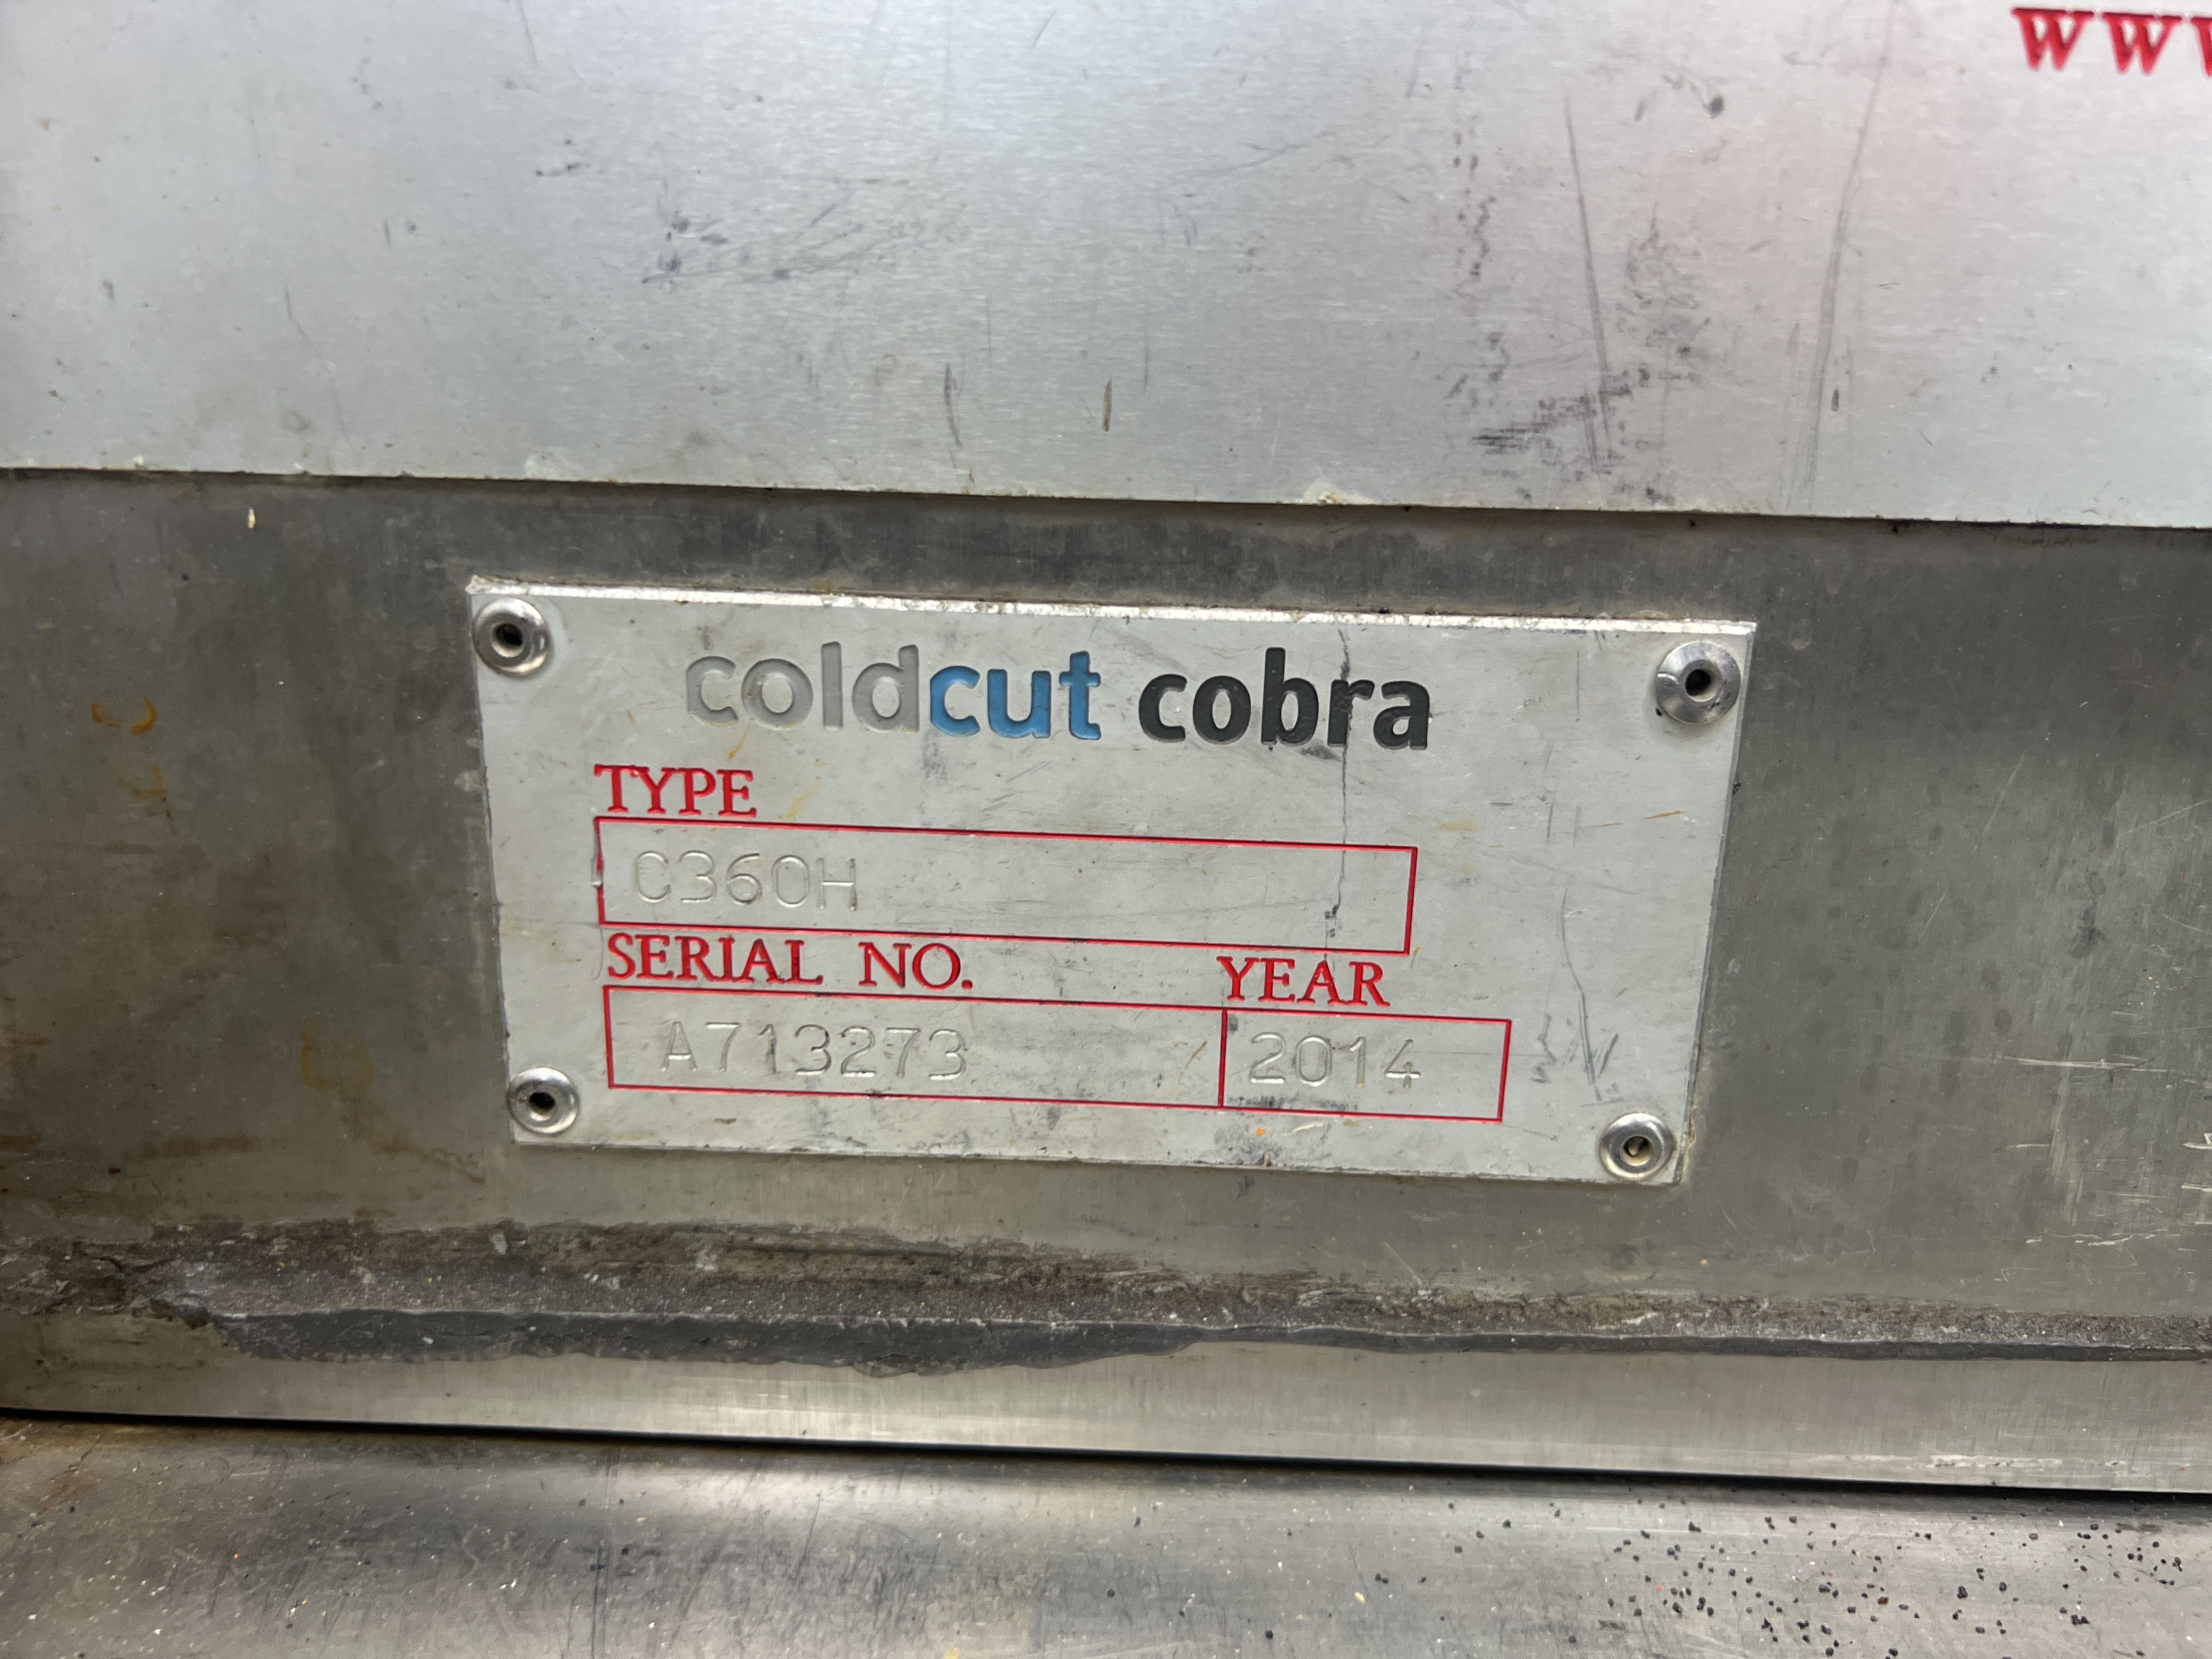 coldcut cobra
TYPE
C360H
SERIAL NO. YEAR
A713273 2014